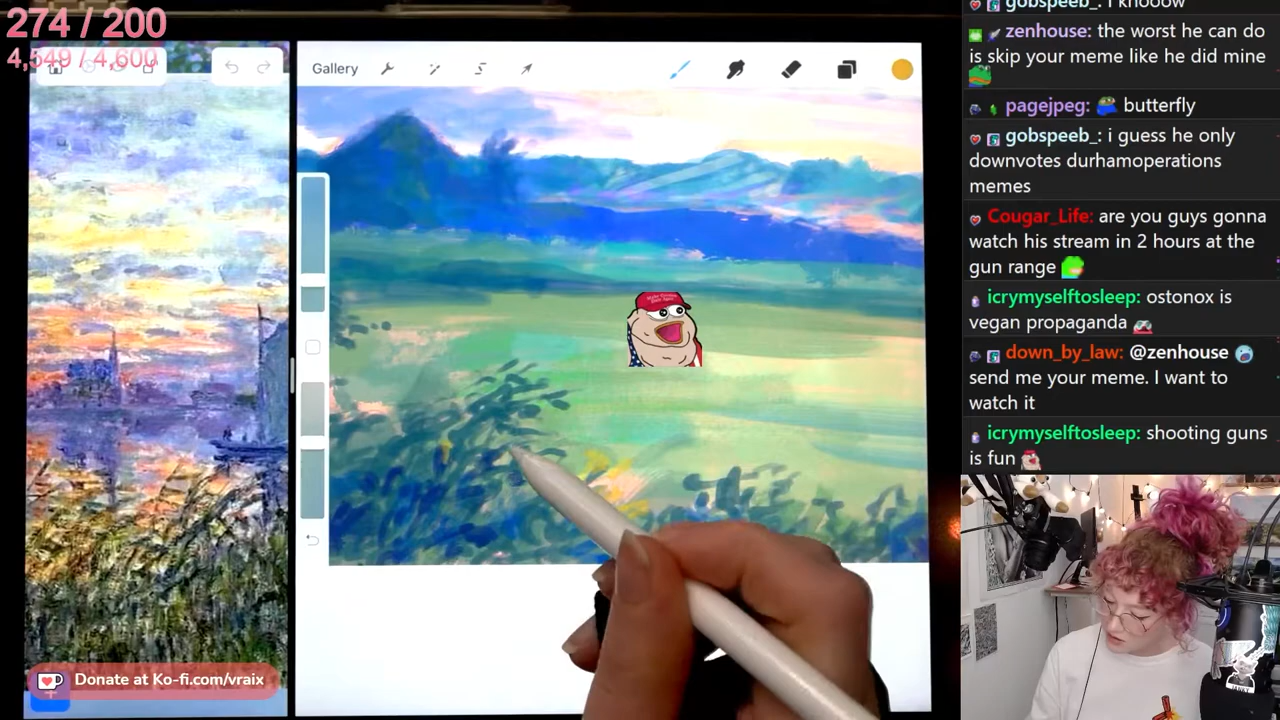 274 / 200
4,549 / 4,600
Gallery
Donate at Ko-fi.com/vraix
gobspeeb_: i knooow
zenhouse: the worst he can do
is skip your meme like he did mine
pagejpeg: butterfly
gobspeeb_: i guess he only
downvotes durhamoperations
memes
Cougar_Life: are you guys gonna
watch his stream in 2 hours at the
gun range
icrymyselftosleep: ostonox is
vegan propaganda
down_by_law: @zenhouse
send me your meme. I want to
watch it
icrymyselftosleep: shooting guns
is fun